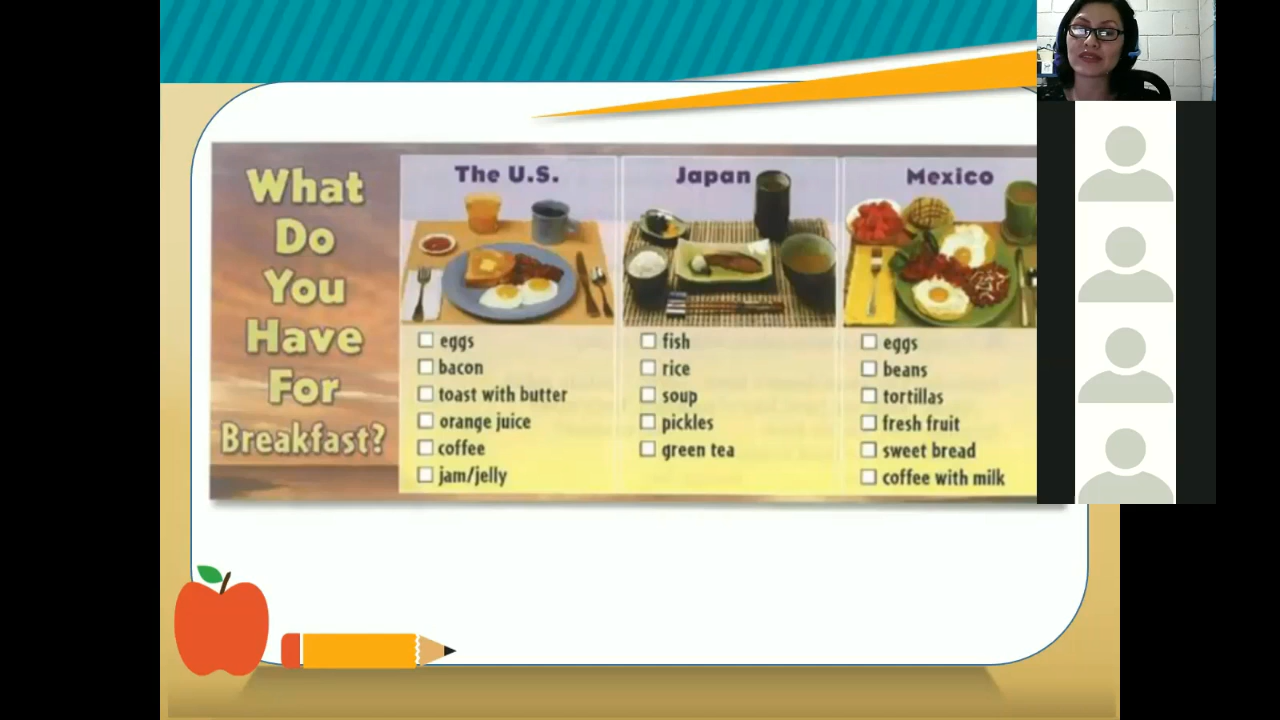 What
Do
You
Have
For
Breakfast?
The U.S.
eggs
bacon
toast with butter
orange juice
coffee
jam/jelly
Japan
fish
rice
soup
pickles
green tea
Mexico
eggs
beans
tortillas
fresh fruit
sweet bread
coffee with milk